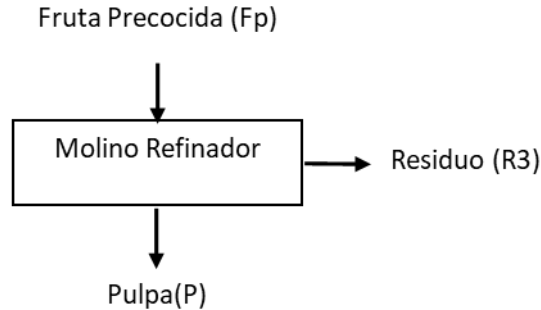 Fruta Precocida (Fp)
Molino Refinador
Residuo (R3)
Pulpa(P)